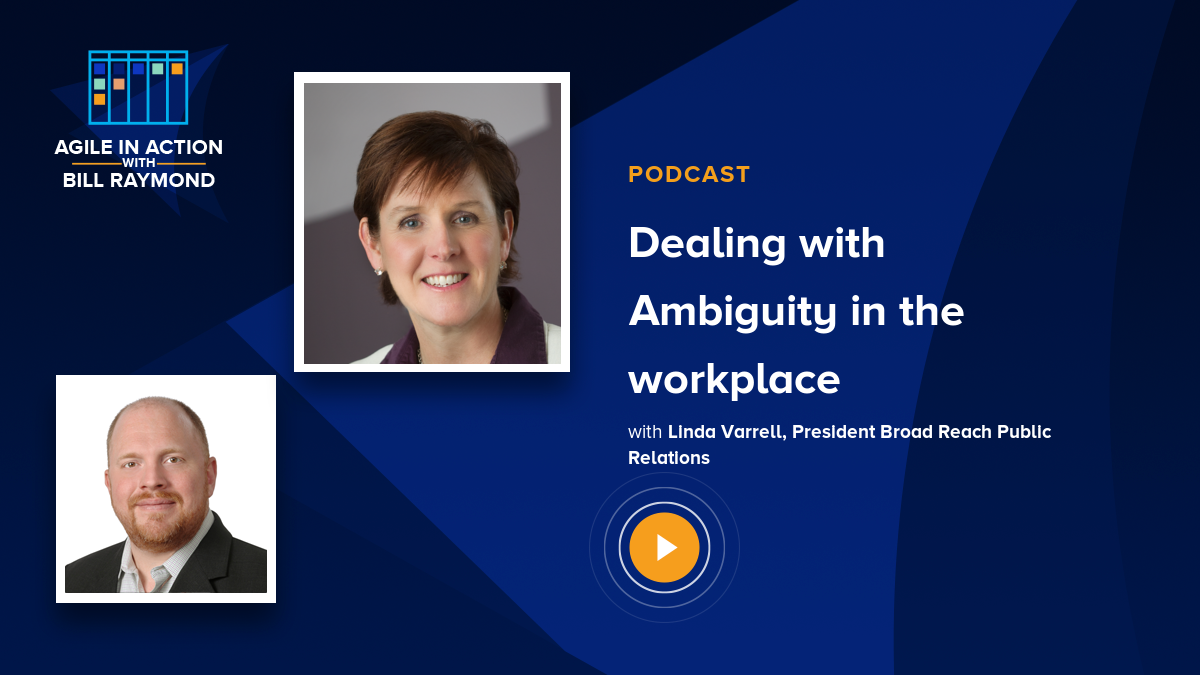 AGILE IN ACTION
WITH
BILL RAYMOND
PODCAST
Dealing with
Ambiguity in the
workplace
with Linda Varrell, President Broad Reach Public
Relations